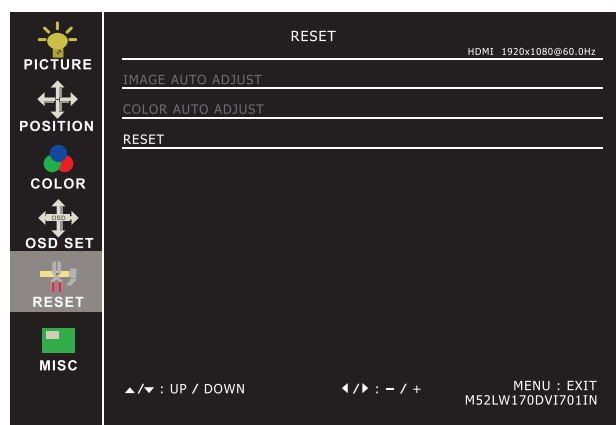 PICTURE
POSITION
COLOR
OSD
OSD SET
RESET
MISC
RESET
HDMI 1920x1080@60.0Hz
IMAGE AUTO ADJUST
COLOR AUTO ADJUST
RESET
▲/▼ : UP / DOWN
◀/▶ : – / +
MENU : EXIT
M52LW170DVI701IN